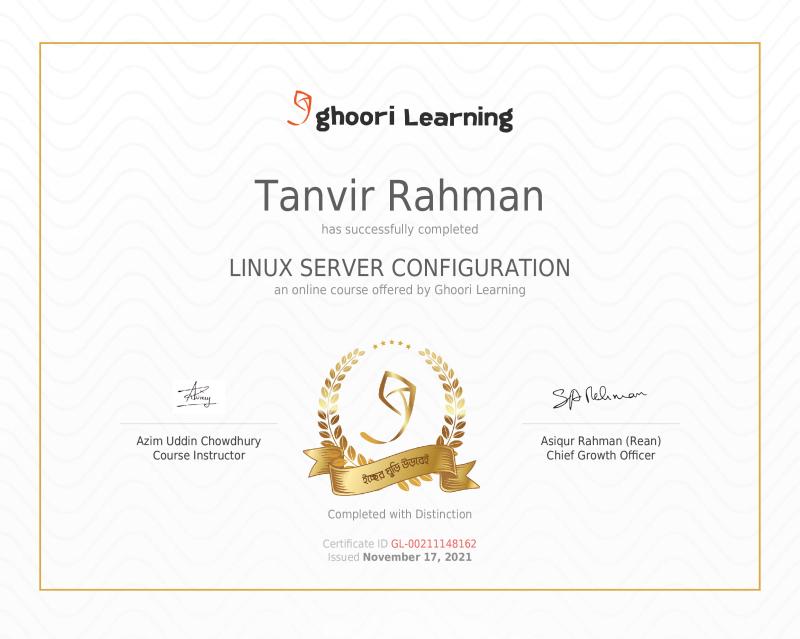 ghoori Learning
Tanvir Rahman
has successfully completed
LINUX SERVER CONFIGURATION
an online course offered by Ghoori Learning
Azim Uddin Chowdhury
Course Instructor
Asiqur Rahman (Rean)
Chief Growth Officer
ইচ্ছের ঘুড়ি উড়বেই
Completed with Distinction
Certificate ID GL-00211148162
Issued November 17, 2021